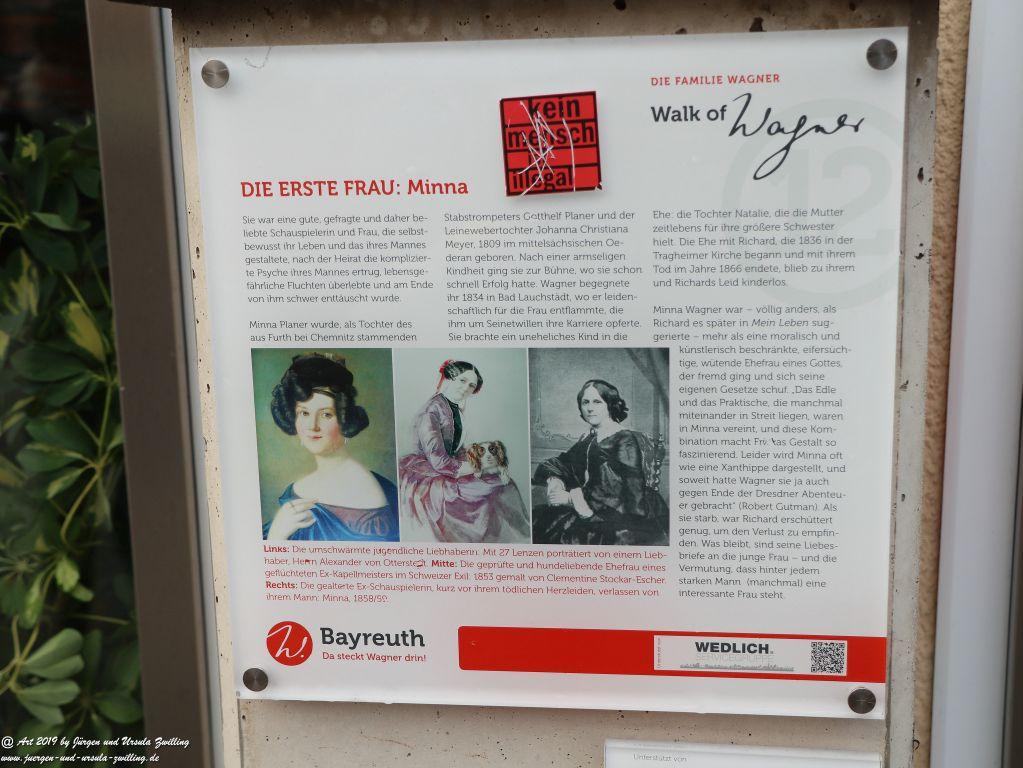 DIE FAMILIE WAGNER
Walk of Wagner
12
kein
mensch
ist
illegal
DIE ERSTE FRAU: Minna
Sie war eine gute, gefragte und daher be-
liebte Schauspielerin und Frau, die selbst-
bewusst ihr Leben und das ihres Mannes
gestaltete, nach der Heirat die komplizier-
te Psyche ihres Mannes ertrug, lebensge-
fährliche Fluchten überlebte und am Ende
von ihm schwer enttäuscht wurde.
Minna Planer wurde, als Tochter des
aus Furth bei Chemnitz stammenden
Stabstrompeters Gotthelf Planer und der
Leinewebertochter Johanna Christiana
Meyer, 1809 im mittelsächsischen Oe-
deran geboren. Nach einer armseligen
Kindheit ging sie zur Bühne, wo sie schon
schnell Erfolg hatte. Wagner begegnete
ihr 1834 in Bad Lauchstädt, wo er leiden-
schaftlich für die Frau entflammte, die
ihm um Seinetwillen ihre Karriere opferte.
Sie brachte ein uneheliches Kind in die
Ehe: die Tochter Natalie, die die Mutter
zeitlebens für ihre größere Schwester
hielt. Die Ehe mit Richard, die 1836 in der
Tragheimer Kirche begann und mit ihrem
Tod im Jahre 1866 endete, blieb zu ihrem
und Richards Leid kinderlos.
Minna Wagner war – völlig anders, als
Richard es später in Mein Leben sug-
gerierte – mehr als eine moralisch und
künstlerisch beschränkte, eifersüch-
tige, wütende Ehefrau eines Gottes,
der fremd ging und sich seine
eigenen Gesetze schuf. „Das Edle
und das Praktische, die manchmal
miteinander in Streit liegen, waren
in Minna vereint, und diese Kom-
bination macht Fraus Gestalt so
faszinierend. Leider wird Minna oft
wie eine Xanthippe dargestellt, und
soweit hatte Wagner sie ja auch
gegen Ende der Dresdner Abenteu-
er gebracht“ (Robert Gutman). Als
sie starb, war Richard erschüttert
genug, um den Verlust zu empfin-
den. Was bleibt, sind seine Liebes-
briefe an die junge Frau – und die
Vermutung, dass hinter jedem
starken Mann (manchmal) eine
interessante Frau steht.
Links: Die umschwärmte jugendliche Liebhaberin. Mit 27 Lenzen porträtiert von einem Lieb-
haber, Herrn Alexander von Otterstedt. Mitte: Die geprüfte und hundeliebende Ehefrau eines
geflüchteten Ex-Kapellmeisters im Schweizer Exil: 1853 gemalt von Clementine Stockar-Escher.
Rechts: Die gealterte Ex-Schauspielerin, kurz vor ihrem tödlichen Herzleiden, verlassen von
ihrem Mann: Minna, 1858/59.
Bayreuth
Da steckt Wagner drin!
WEDLICH.
SERVICEGRUPPE
Unterstützt von
@ Art 2019 by Jürgen und Ursula Zwilling
www.juergen-und-ursula-zwilling.de